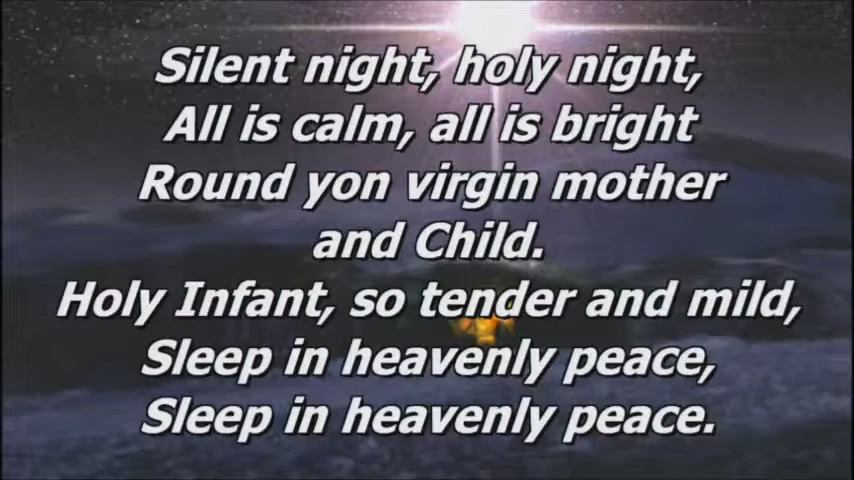 Silent night, holy night,
All is calm, all is bright
Round yon virgin mother
and Child.
Holy Infant, so tender and mild,
Sleep in heavenly peace,
Sleep in heavenly peace.